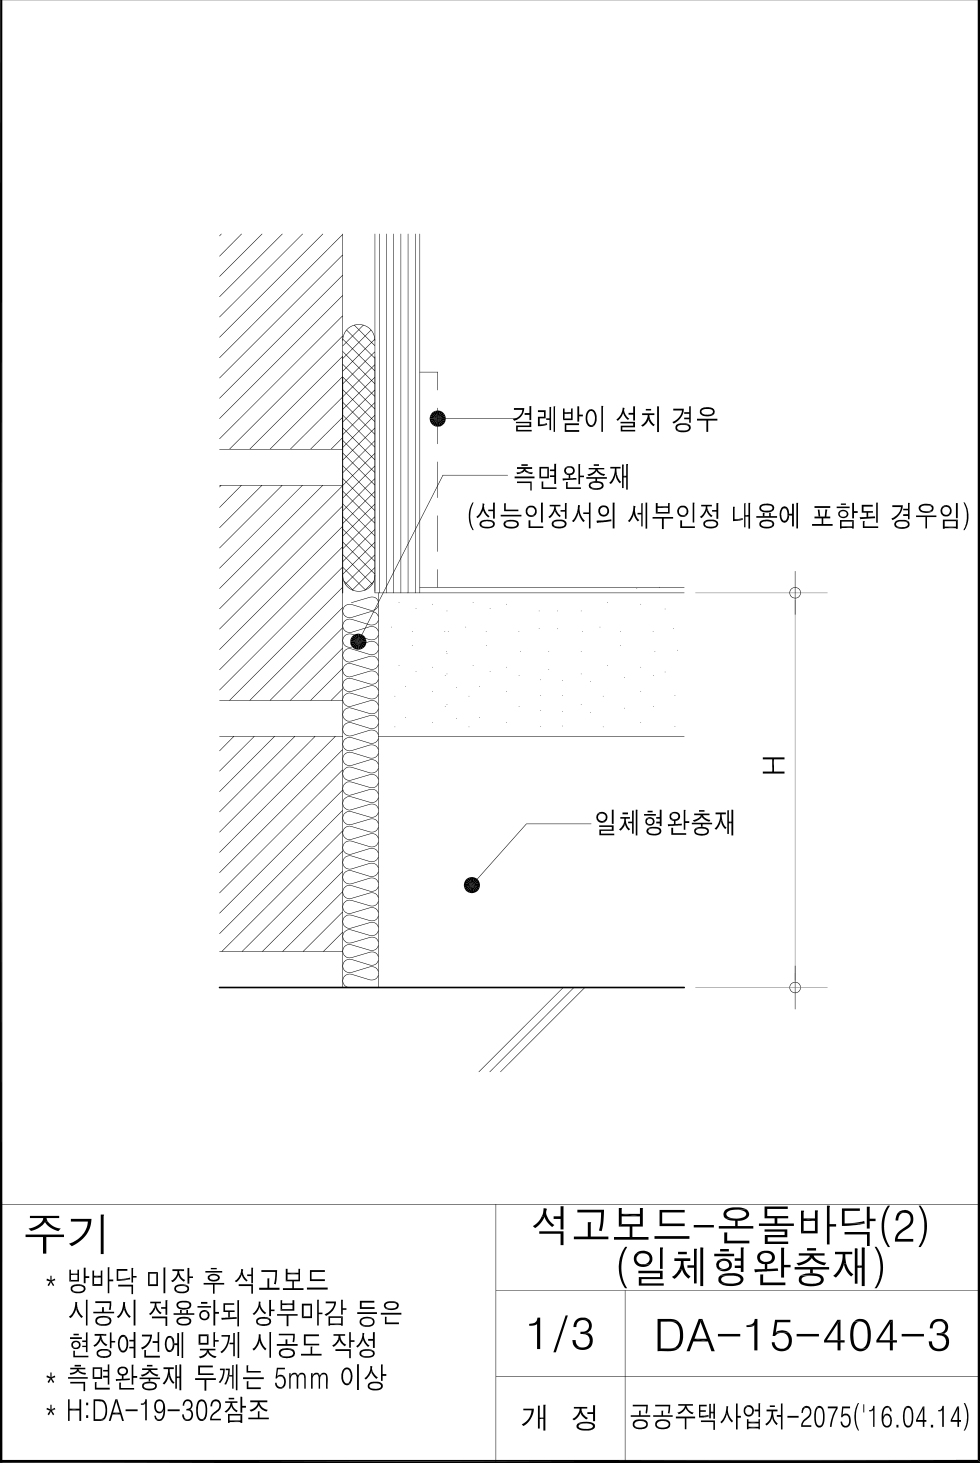 걸레받이 설치 경우
측면완충재
(성능인정서의 세부인정 내용에 포함된 경우임)
H
일체형완충재
주기
* 방바닥 미장 후 석고보드
시공시 적용하되 상부마감 등은
현장여건에 맞게 시공도 작성
* 측면완충재 두께는 5mm 이상
* H:DA-19-302참조
석고보드-온돌바닥(2)
(일체형완충재)
1/3
DA-15-404-3
개 정
공공주택사업처-2075('16.04.14)